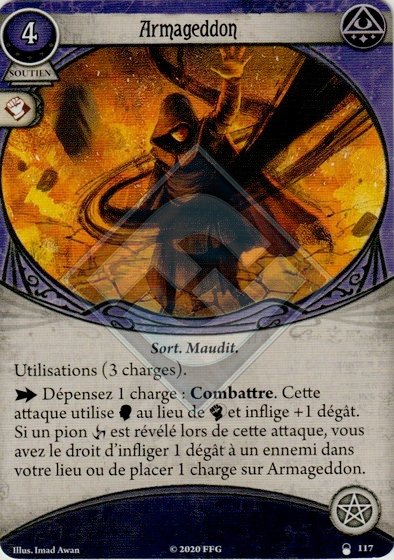 4
Armageddon
SOUTIEN
Sort. Maudit.
Utilisations (3 charges).
Dépensez 1 charge : Combattre. Cette
attaque utilise au lieu de et inflige +1 dégât.
Si un pion est révélé lors de cette attaque, vous
avez le droit d'infliger 1 dégât à un ennemi dans
votre lieu ou de placer 1 charge sur Armageddon.
Illus. Imad Awan
© 2020 FFG
117